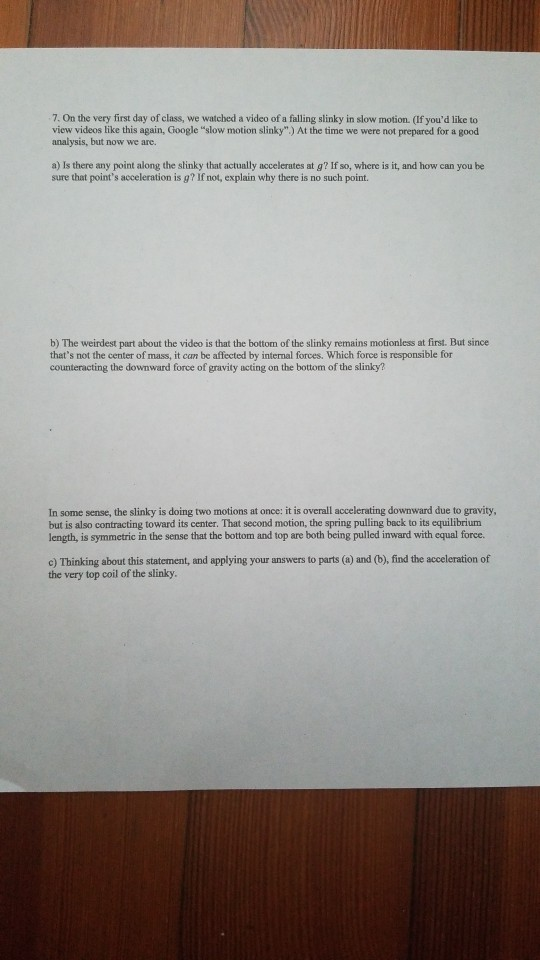 7. On the very first day of class, we watched a video of a falling slinky in slow motion. (If you'd like to
view videos like this again, Google "slow motion slinky".) At the time we were not prepared for a good
analysis, but now we are.
a) Is there any point along the slinky that actually accelerates at g? If so, where is it, and how can you be
sure that point's acceleration is g? If not, explain why there is no such point.
b) The weirdest part about the video is that the bottom of the slinky remains motionless at first. But since
that's not the center of mass, it can be affected by internal forces. Which force is responsible for
counteracting the downward force of gravity acting on the bottom of the slinky?
In some sense, the slinky is doing two motions at once: it is overall accelerating downward due to gravity,
but is also contracting toward its center. That second motion, the spring pulling back to its equilibrium
length, is symmetric in the sense that the bottom and top are both being pulled inward with equal force.
c) Thinking about this statement, and applying your answers to parts (a) and (b), find the acceleration of
the very top coil of the slinky.